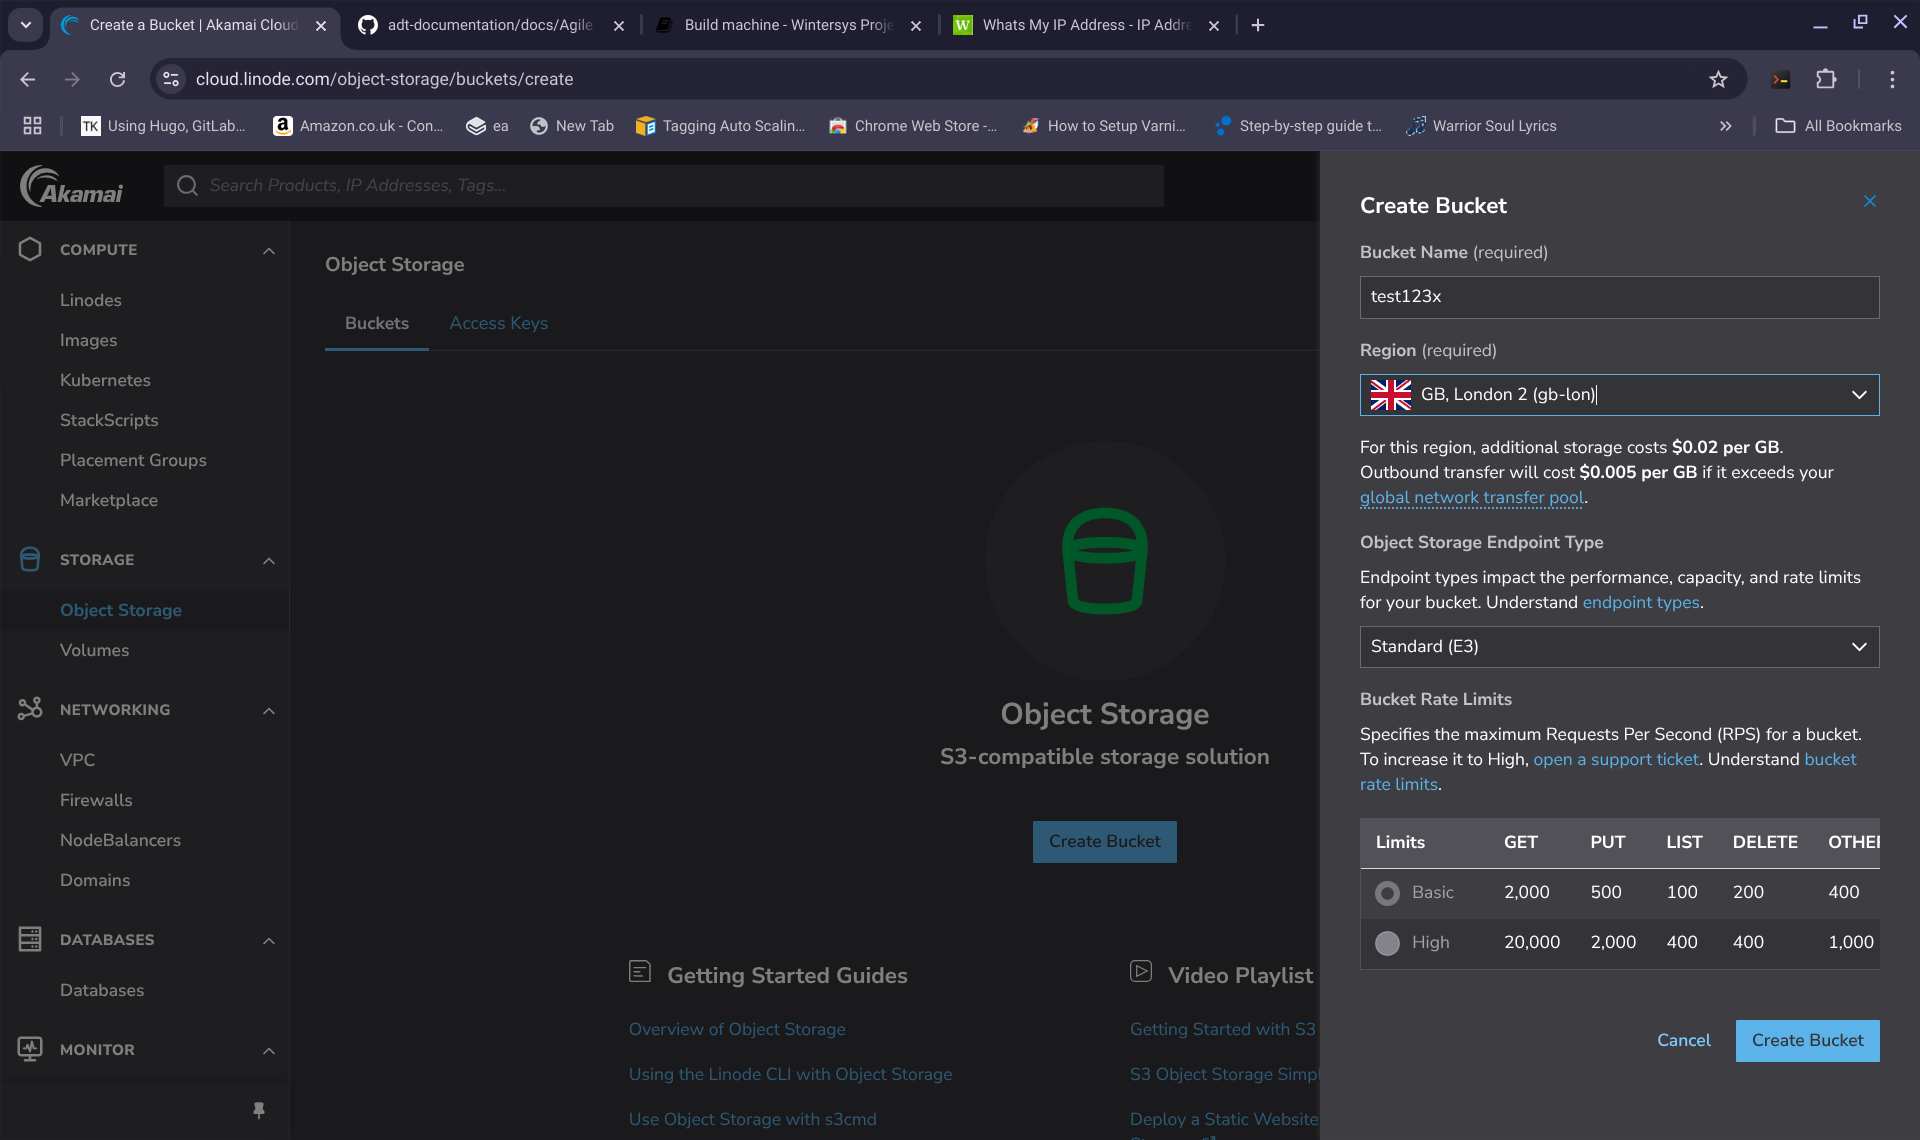 Create a Bucket | Akamai Cloud
adt-documentation/docs/Agile
Build machine - Wintersys Proje
W
Whats My IP Address - IP Addre
cloud.linode.com/object-storage/buckets/create
TK Using Hugo, GitLab...
Amazon.co.uk - Con...
ea
New Tab
Tagging Auto Scalin...
Chrome Web Store -...
How to Setup Varni...
Step-by-step guide t...
Warrior Soul Lyrics
All Bookmarks
Akamai
Search Products, IP Addresses, Tags...
COMPUTE
Linodes
Images
Kubernetes
StackScripts
Placement Groups
Marketplace
STORAGE
Object Storage
Volumes
NETWORKING
VPC
Firewalls
NodeBalancers
Domains
DATABASES
Databases
MONITOR
Object Storage
Buckets
Access Keys
Object Storage
S3-compatible storage solution
Create Bucket
Getting Started Guides
Overview of Object Storage
Using the Linode CLI with Object Storage
Use Object Storage with s3cmd
Video Playlist
Getting Started with S3
S3 Object Storage Simpl
Deploy a Static Website
Create Bucket
Bucket Name (required)
test123x
Region (required)
GB, London 2 (gb-lon)
For this region, additional storage costs $0.02 per GB.
Outbound transfer will cost $0.005 per GB if it exceeds your
global network transfer pool.
Object Storage Endpoint Type
Endpoint types impact the performance, capacity, and rate limits
for your bucket. Understand endpoint types.
Standard (E3)
Bucket Rate Limits
Specifies the maximum Requests Per Second (RPS) for a bucket.
To increase it to High, open a support ticket. Understand bucket
rate limits.
Limits GET PUT LIST DELETE OTHER
Basic 2,000 500 100 200 400
High 20,000 2,000 400 400 1,000
Cancel
Create Bucket